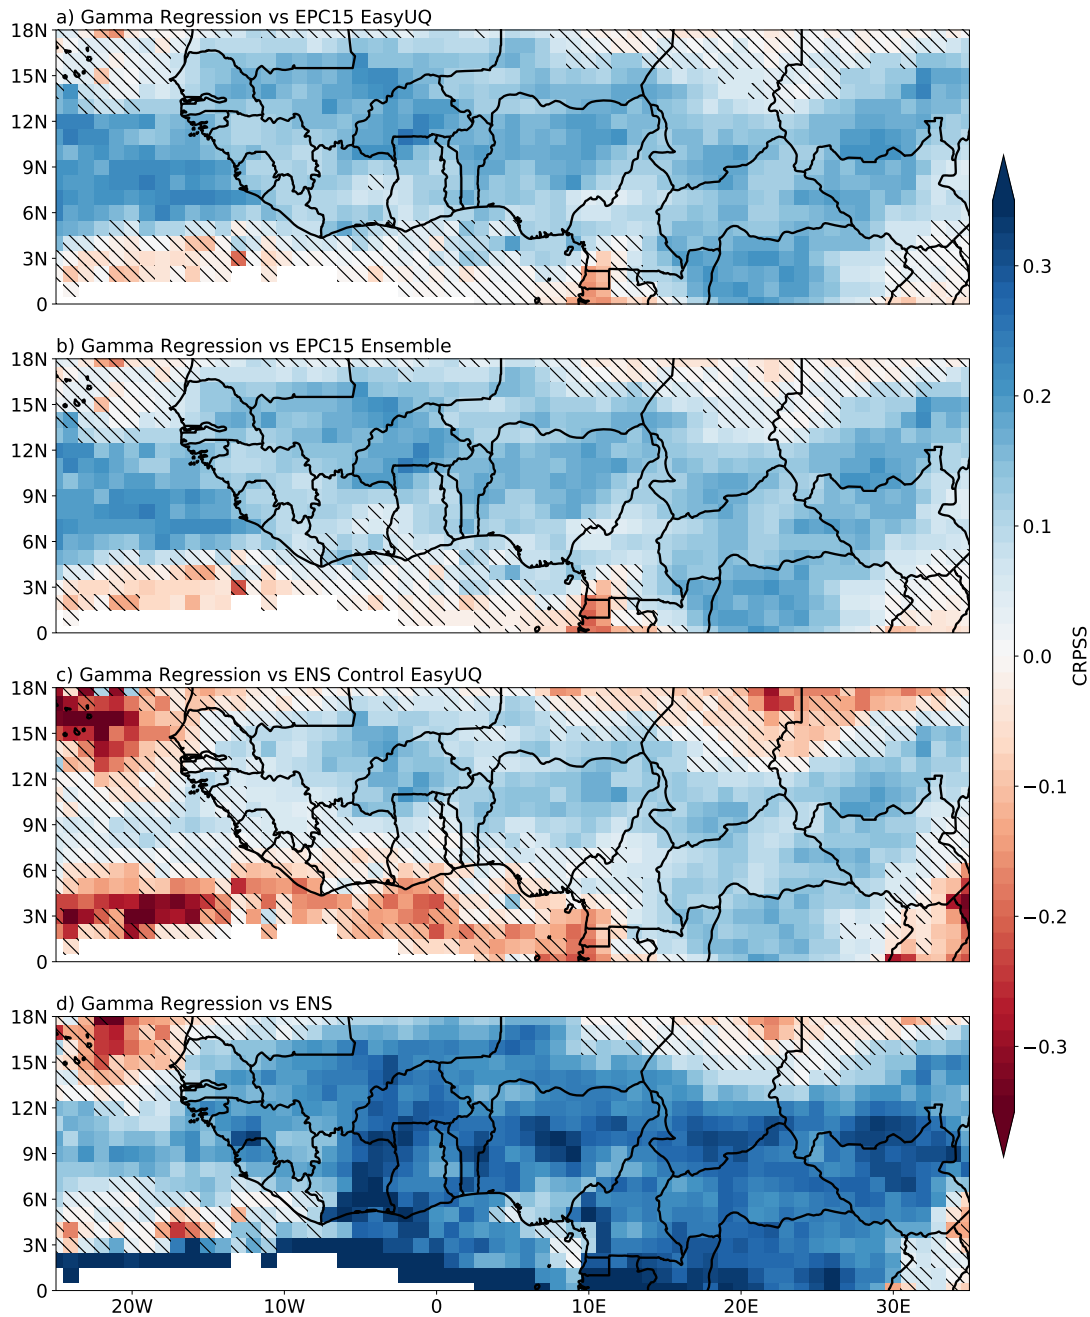 a) Gamma Regression vs EPC15 EasyUQ
18N
15N
12N
9N
6N
3N
0
b) Gamma Regression vs EPC15 Ensemble
18N
15N
12N
9N
6N
3N
0
c) Gamma Regression vs ENS Control EasyUQ
18N
15N
12N
9N
6N
3N
0
d) Gamma Regression vs ENS
18N
15N
12N
9N
6N
3N
0
20W 10W 0 10E 20E 30E
0.3
0.2
0.1
0.0
−0.1
−0.2
−0.3
CRPSS